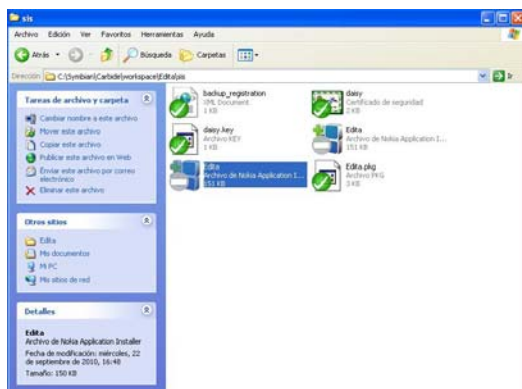 sis
Archivo Edición Ver Favoritos Herramientas Ayuda
Atrás Búsqueda Carpetas
Dirección C:\Symbian\Carbide\workspace\Edita\sis Ir
Tareas de archivo y carpeta
Cambiar nombre a este archivo
Mover este archivo
Copiar este archivo
Publicar este archivo en Web
Enviar este archivo por correo
electrónico
Eliminar este archivo
Otros sitios
Edita
Mis documentos
Mi PC
Mis sitios de red
Detalles
Edita
Archivo de Nokia Application Installer
Fecha de modificación: miércoles, 22
de septiembre de 2010, 16:48
Tamaño: 150 KB
backup_registration
XML Document
1 KB
daisy
Certificado de seguridad
2 KB
daisy.key
Archivo KEY
1 KB
Edita
Archivo de Nokia Application I...
151 KB
Edita
Archivo de Nokia Application I...
151 KB
Edita.pkg
Archivo PKG
3 KB